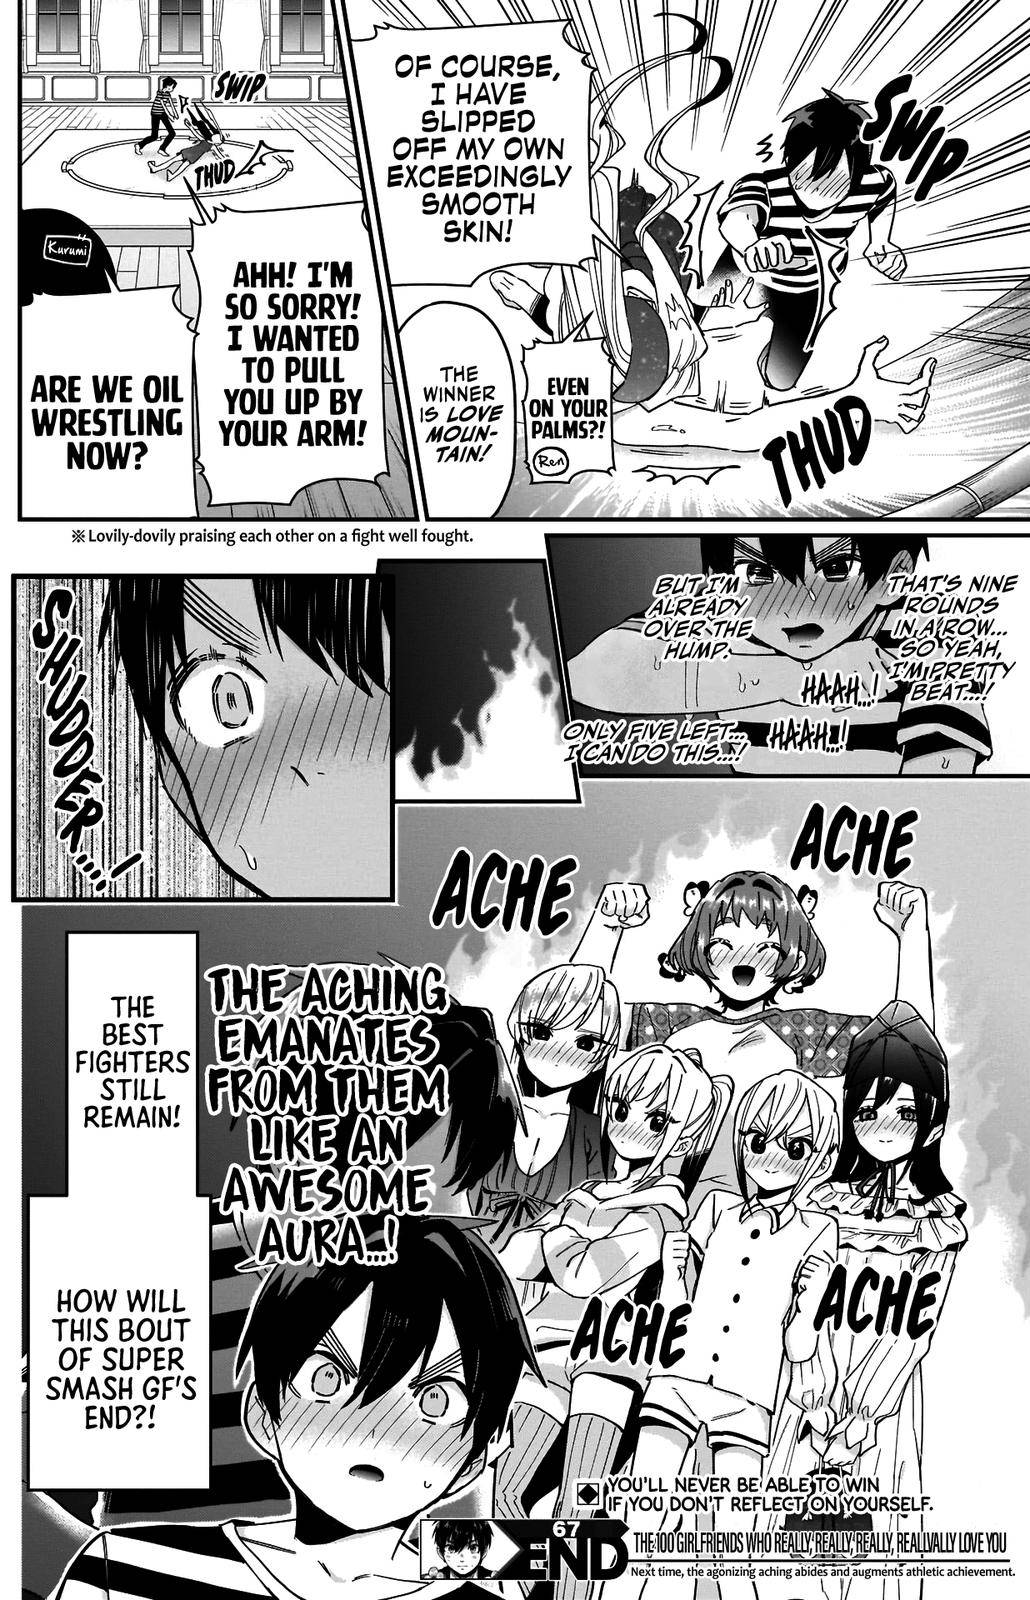 OF COURSE,
I HAVE
SLIPPED
OFF MY OWN
EXCEEDINGLY
SMOOTH
SKIN!
SWIP
THUD
EVEN
ON YOUR
PALMS?!
Ren
THE
WINNER
IS LOVE
MOUN-
TAIN!
SWIP
THUD
AHH! I'M
SO SORRY!
I WANTED
TO PULL
YOU UP BY
YOUR ARM!
Kurumi
ARE WE OIL
WRESTLING
NOW?
※ Lovily-dovily praising each other on a fight well fought.
THAT'S NINE
ROUNDS
IN A ROW...
SO YEAH,
I'M PRETTY
BEAT...!
BUT I'M
ALREADY
OVER THE
HUMP.
HAAH...!
HAAH...!
ONLY FIVE LEFT...
I CAN DO THIS...!
SHUDDER...!
ACHE
ACHE
THE ACHING
EMANATES
FROM THEM
LIKE AN
AWESOME
AURA...!
THE
BEST
FIGHTERS
STILL
REMAIN!
ACHE
ACHE
HOW WILL
THIS BOUT
OF SUPER
SMASH GF'S
END?!
YOU'LL NEVER BE ABLE TO WIN
IF YOU DON'T REFLECT ON YOURSELF.
67
END
THE 100 GIRLFRIENDS WHO REALLY, REALLY, REALLY, REALLVALLY LOVE YOU
Next time, the agonizing aching abides and augments athletic achievement.